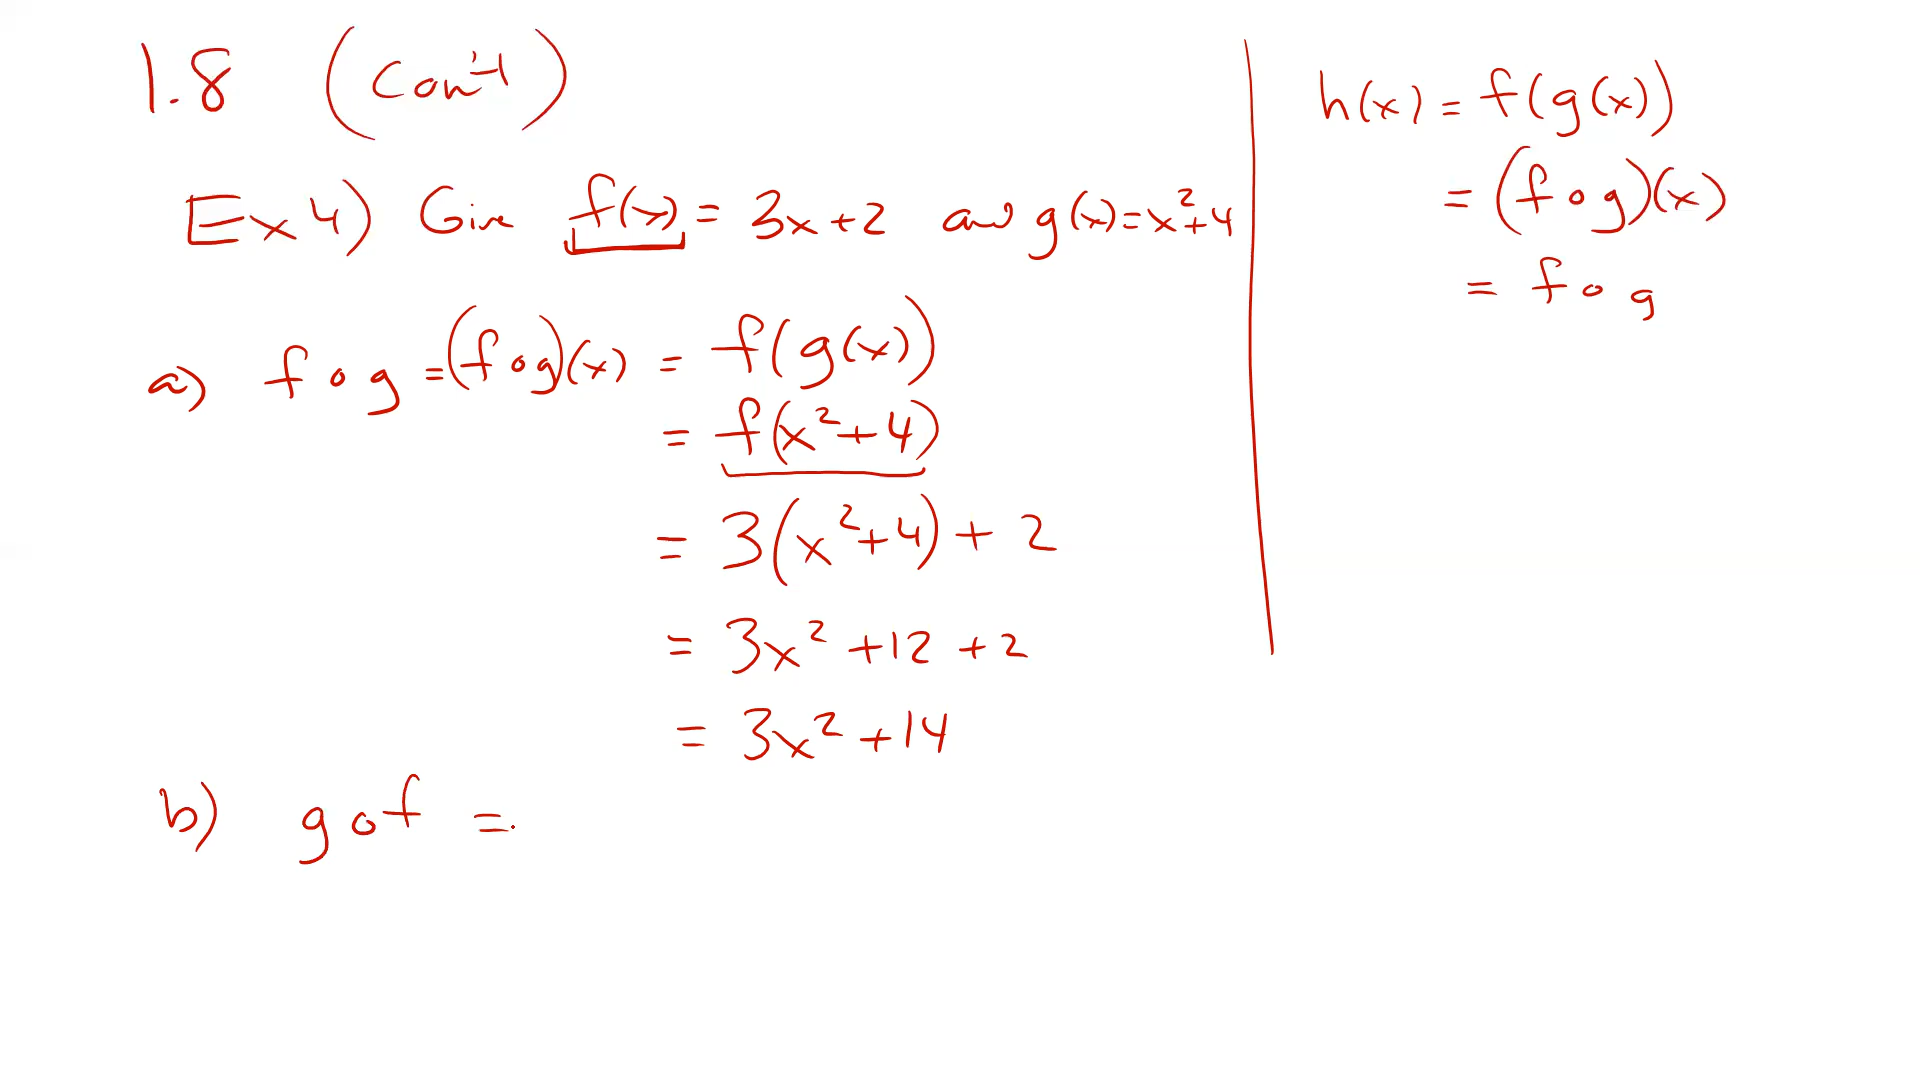 1.8 (Con't)
Ex 4) Give f(x) = 3x+2 and g(x)=x²+4
a) f∘g =(f∘g)(x) = f(g(x))
= f(x²+4)
= 3(x²+4)+ 2
= 3x² +12 +2
= 3x² +14
b) g∘f =
h(x) = f(g(x))
= (f∘g)(x)
= f∘g